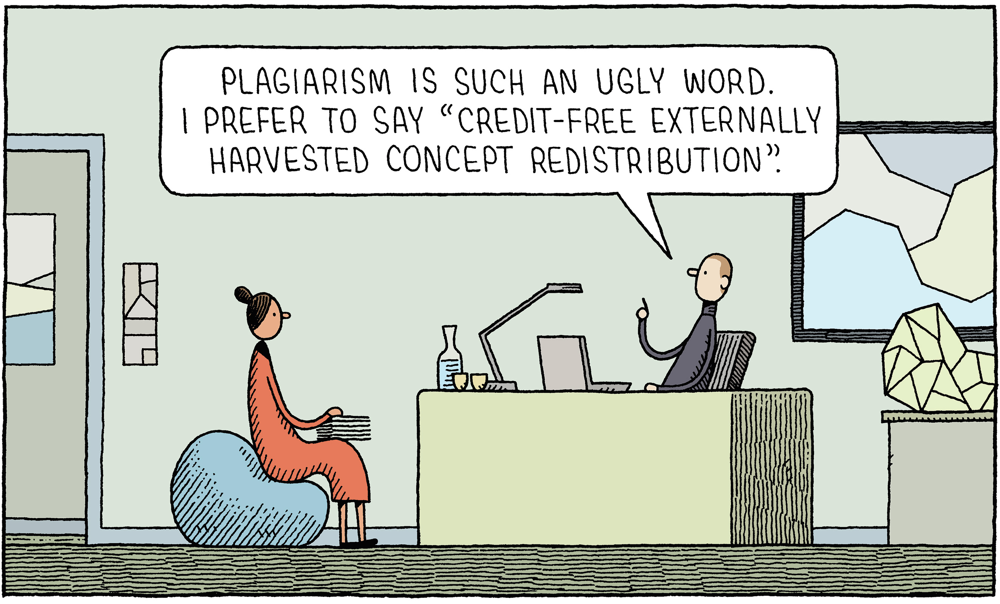 PLAGIARISM IS SUCH AN UGLY WORD.
I PREFER TO SAY “CREDIT-FREE EXTERNALLY
HARVESTED CONCEPT REDISTRIBUTION”.